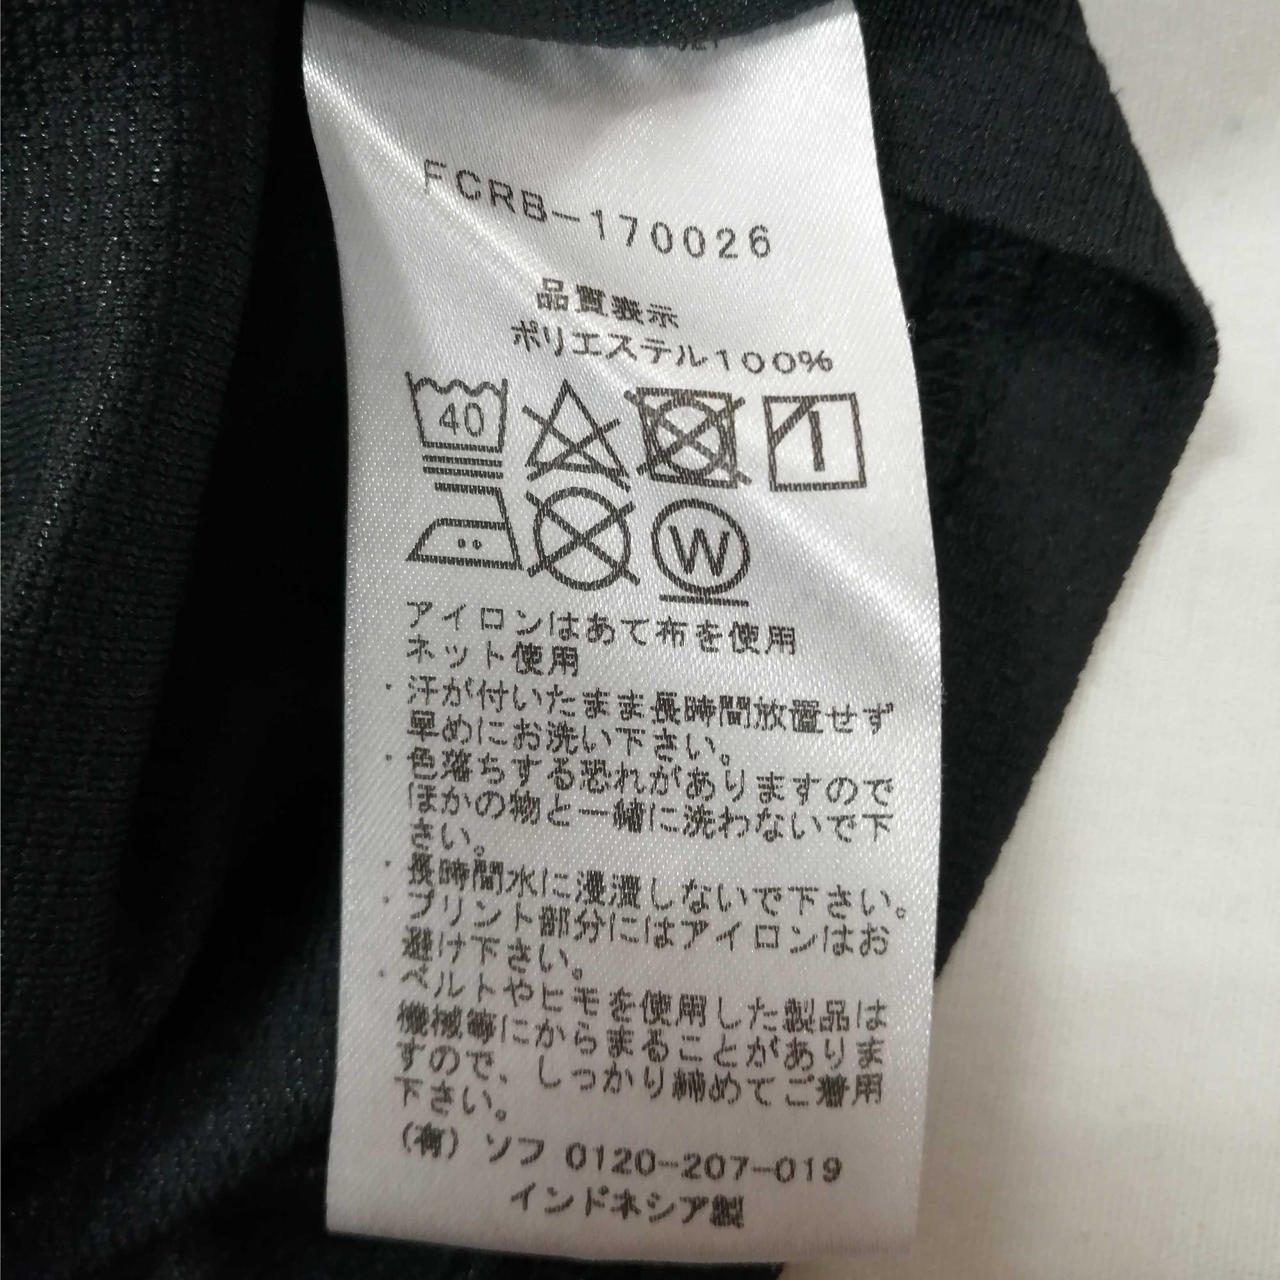 FCRB-170026
品質表示
ポリエステル100%
40
W
アイロンはあて布を使用
ネット使用
・汗が付いたまま長時間放置せず
早めにお洗い下さい。
・色落ちする恐れがありますので
ほかの物と一緒に洗わないで下
さい。
・長時間水に浸漬しないで下さい。
・プリント部分にはアイロンはお
避け下さい。
・ベルトやヒモを使用した製品は
機械等にからまることがありま
すので、しっかり締めてご着用
下さい。
(有) ソフ 0120-207-019
インドネシア製